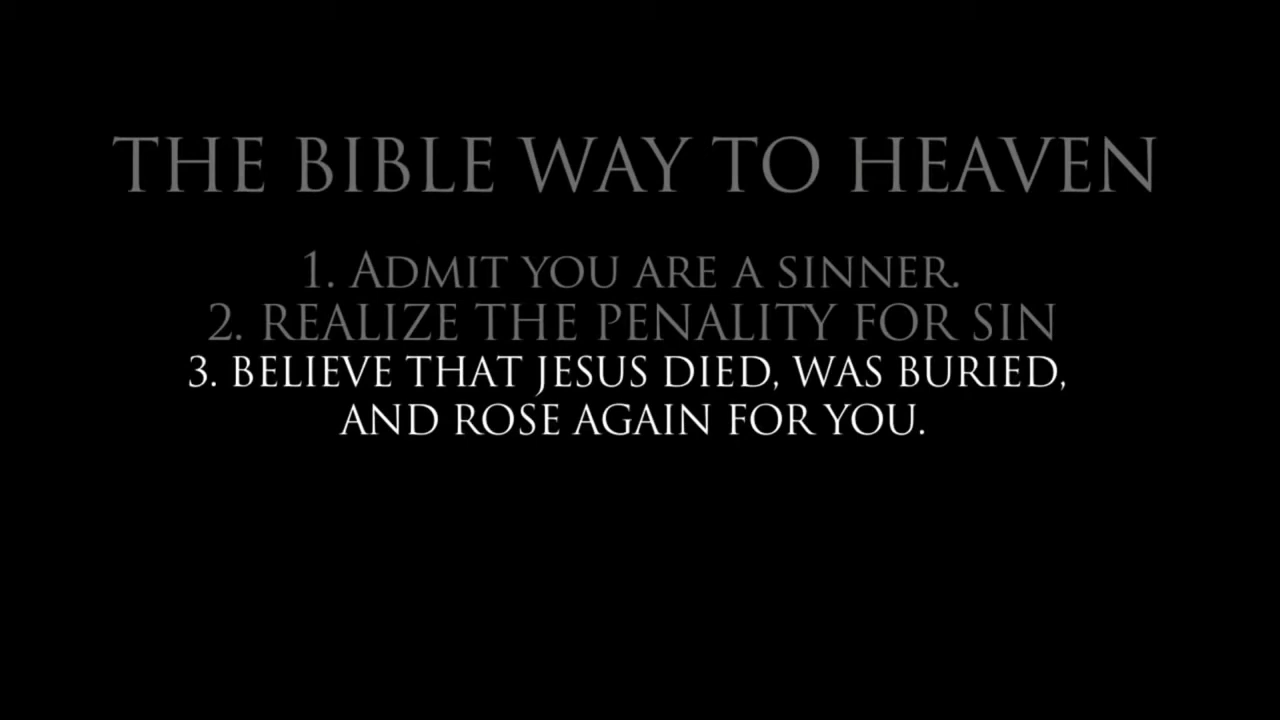 THE BIBLE WAY TO HEAVEN
1. ADMIT YOU ARE A SINNER.
2. REALIZE THE PENALITY FOR SIN
3. BELIEVE THAT JESUS DIED, WAS BURIED,
AND ROSE AGAIN FOR YOU.